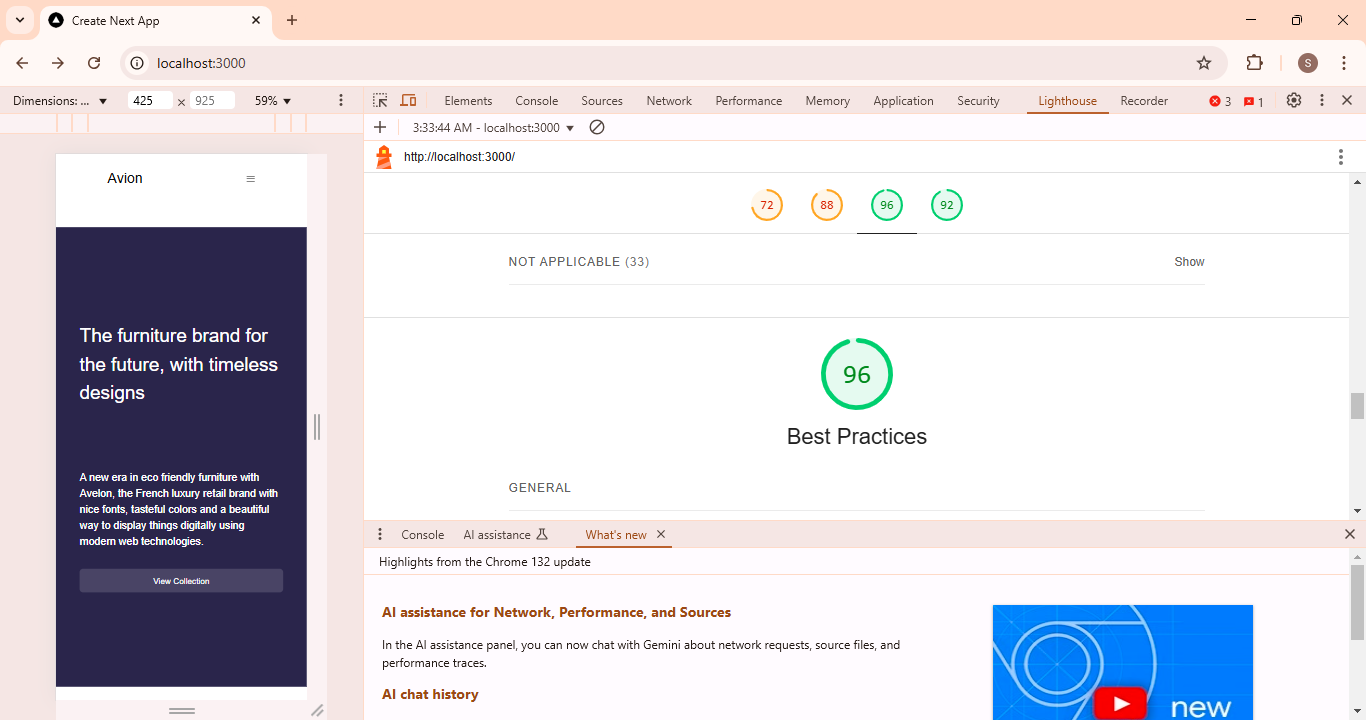 Create Next App
localhost:3000
S
Dimensions: ...
425
×
925
59%
Elements
Console
Sources
Network
Performance
Memory
Application
Security
Lighthouse
Recorder
3
1
3:33:44 AM - localhost:3000
http://localhost:3000/
Avion
The furniture brand for
the future, with timeless
designs
A new era in eco friendly furniture with
Avelon, the French luxury retail brand with
nice fonts, tasteful colors and a beautiful
way to display things digitally using
modern web technologies.
View Collection
72
88
96
92
NOT APPLICABLE (33)
Show
96
Best Practices
GENERAL
Console
AI assistance
What's new
Highlights from the Chrome 132 update
AI assistance for Network, Performance, and Sources
In the AI assistance panel, you can now chat with Gemini about network requests, source files, and
performance traces.
AI chat history
new